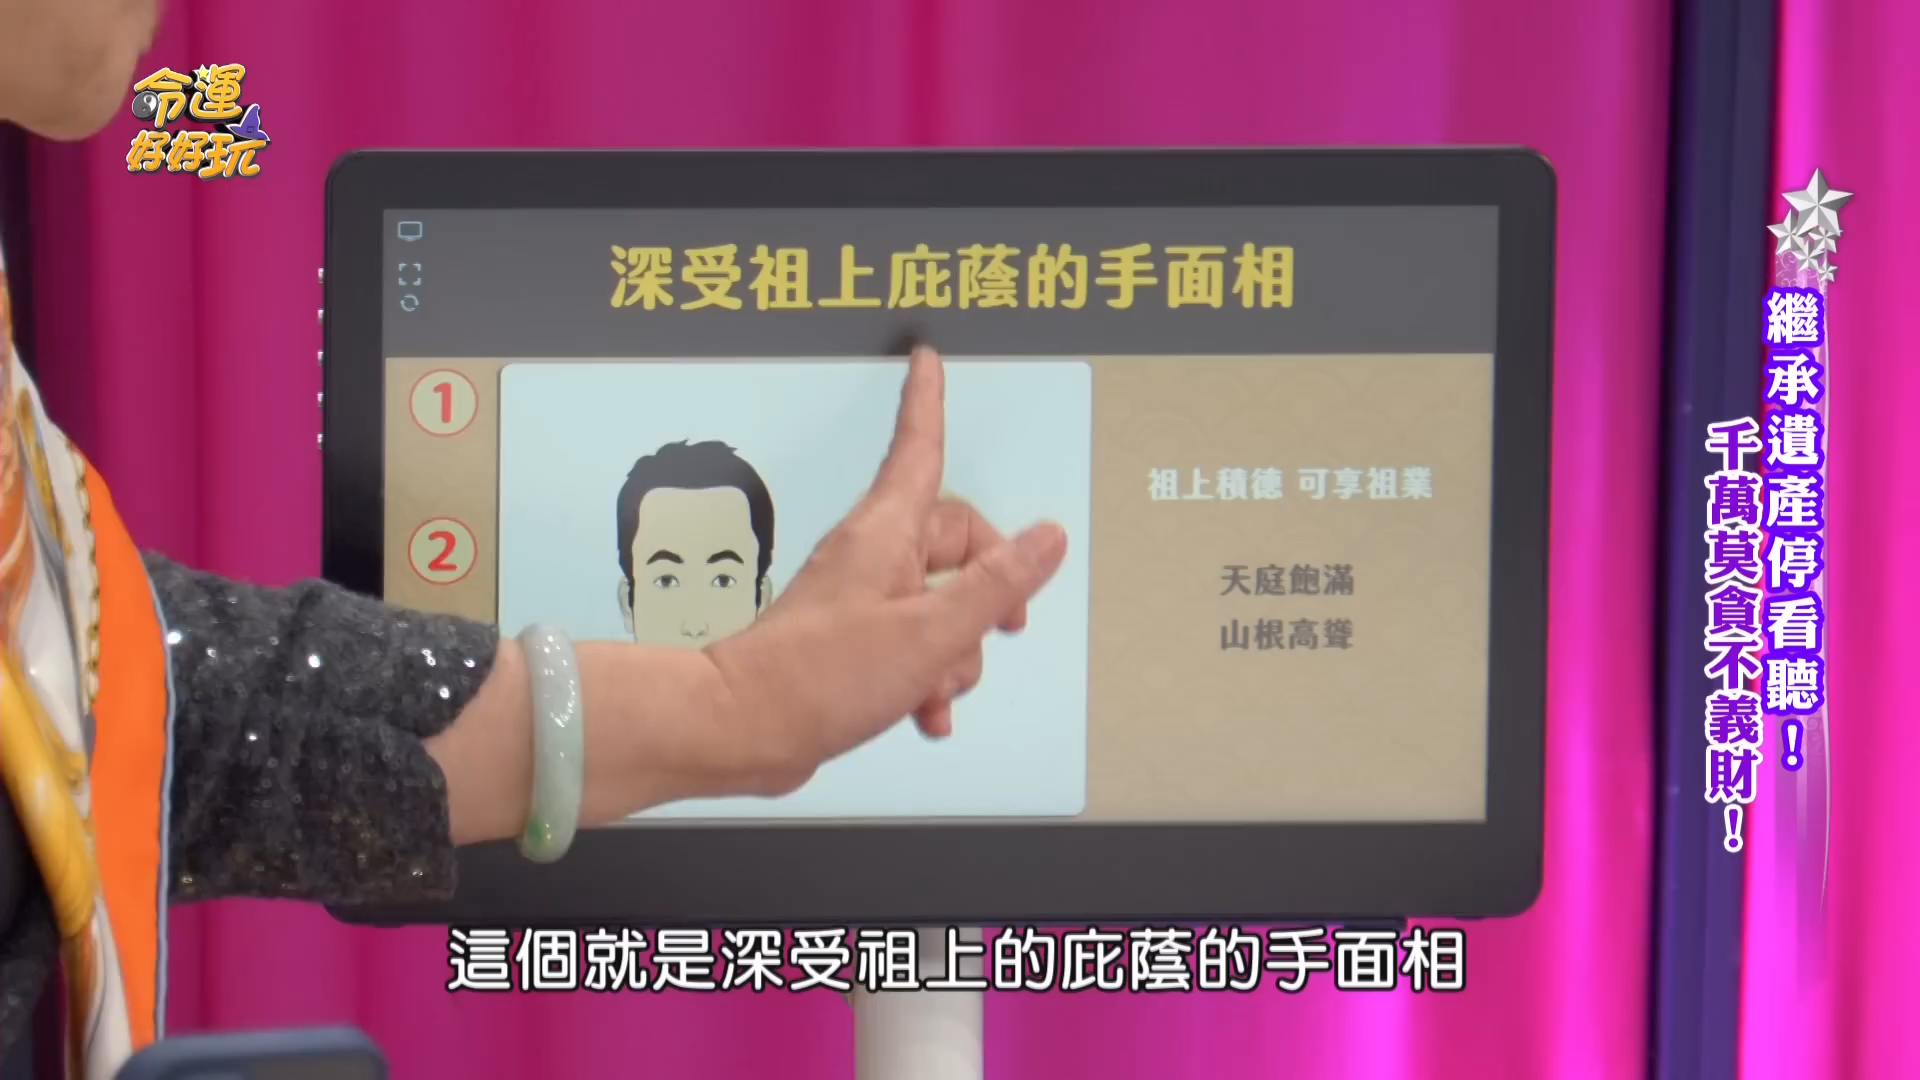 命運
好好玩
深受祖上庇蔭的手面相
1
2
祖上積德 可享祖業
天庭飽滿
山根高聳
繼承遺產停看聽！
千萬莫貪不義財！
這個就是深受祖上的庇蔭的手面相